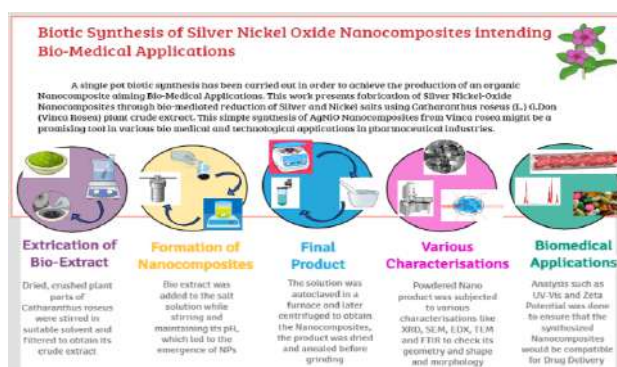 Biotic Synthesis of Silver Nickel Oxide Nanocomposites intending
Bio-Medical Applications
A single pot biotic synthesis has been carried out in order to achieve the production of an organic
Nanocomposite aiming Bio-Medical Applications. This work presents fabrication of Silver Nickel-Oxide
Nanocomposites through bio-mediated reduction of Silver and Nickel salts using Catharanthus roseus (L.) G.Don
(Vinca Rosea) plant crude extract. This simple synthesis of AgNiO Nanocomposites from Vinca rosea might be a
promising tool in various bio medical and technological applications in pharmaceutical industries.
Extrication of
Bio-Extract
Dried, crushed plant
parts of
Catharanthus roseus
were stirred in
suitable solvent and
filtered to obtain its
crude extract
Formation of
Nanocomposites
Bio extract was
added to the salt
solution while
stirring and
maintaining its pH,
which led to the
emergence of NPs
Final
Product
The solution was
autoclaved in a
furnace and later
centrifuged to obtain
the Nanocomposites,
the product was dried
and annealed before
grinding
Various
Characterisations
Powdered Nano
product was subjected
to various
characterisations like
XRD, SEM, EDX, TEM
and FTIR to check its
geometry and shape
and morphology
Biomedical
Applications
Analysis such as
UV-Vis and Zeta
Potential was done
to ensure that the
synthesized
Nanocomposites
would be compatible
for Drug Delivery